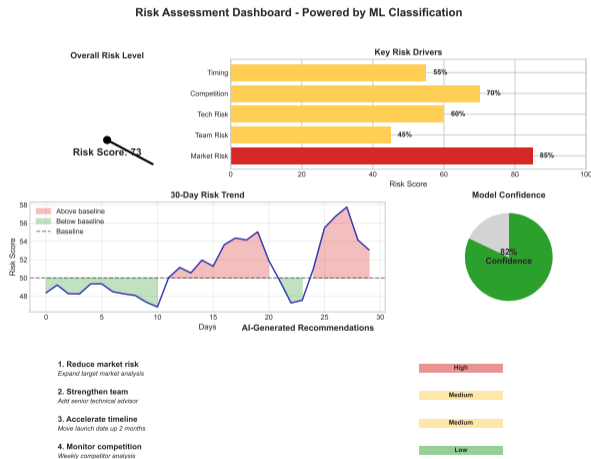 Risk Assessment Dashboard - Powered by ML Classification
Overall Risk Level
Risk Score: 73
Key Risk Drivers
Timing
55%
Competition
70%
Tech Risk
60%
Team Risk
45%
Market Risk
85%
0 20 40 60 80 100
Risk Score
30-Day Risk Trend
Above baseline
Below baseline
Baseline
Risk Score
58
56
54
52
50
48
0 5 10 15 20 25 30
Days
Model Confidence
82%
Confidence
AI-Generated Recommendations
1. Reduce market risk
Expand target market analysis
High
2. Strengthen team
Add senior technical advisor
Medium
3. Accelerate timeline
Move launch date up 2 months
Medium
4. Monitor competition
Weekly competitor analysis
Low